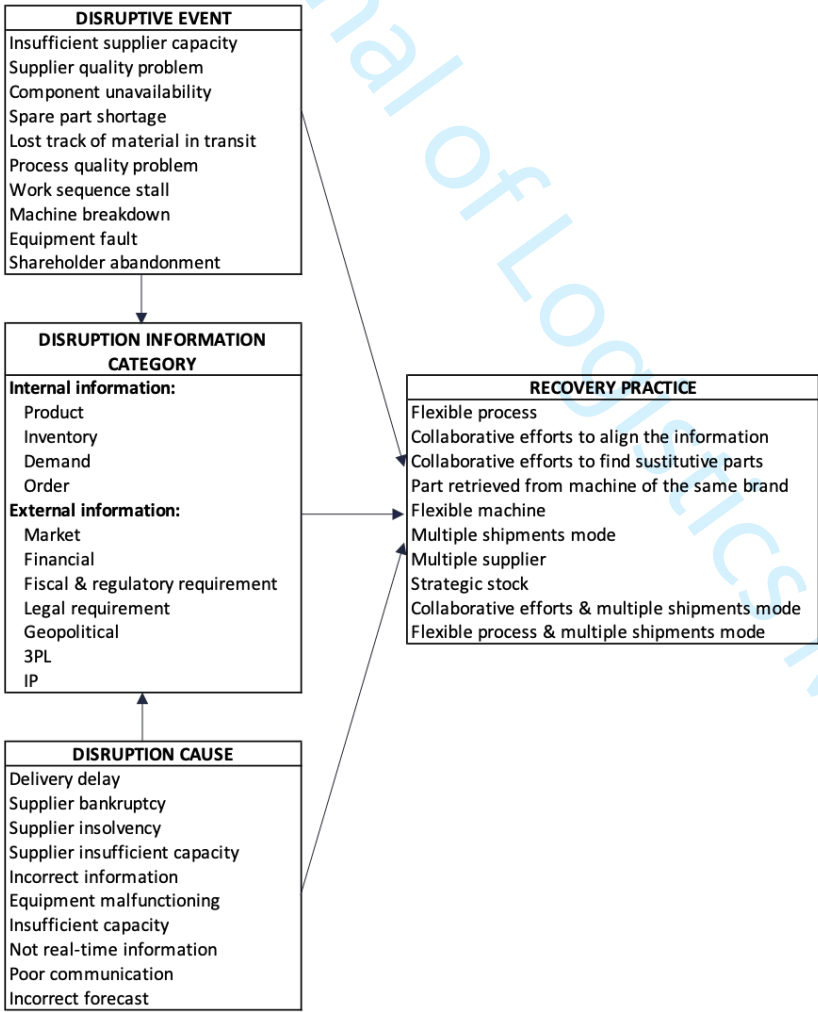 DISRUPTIVE EVENT
Insufficient supplier capacity
Supplier quality problem
Component unavailability
Spare part shortage
Lost track of material in transit
Process quality problem
Work sequence stall
Machine breakdown
Equipment fault
Shareholder abandonment
DISRUPTION INFORMATION
CATEGORY
Internal information:
Product
Inventory
Demand
Order
External information:
Market
Financial
Fiscal & regulatory requirement
Legal requirement
Geopolitical
3PL
IP
DISRUPTION CAUSE
Delivery delay
Supplier bankruptcy
Supplier insolvency
Supplier insufficient capacity
Incorrect information
Equipment malfunctioning
Insufficient capacity
Not real-time information
Poor communication
Incorrect forecast
RECOVERY PRACTICE
Flexible process
Collaborative efforts to align the information
Collaborative efforts to find sustitutive parts
Part retrieved from machine of the same brand
Flexible machine
Multiple shipments mode
Multiple supplier
Strategic stock
Collaborative efforts & multiple shipments mode
Flexible process & multiple shipments mode
of Logistics